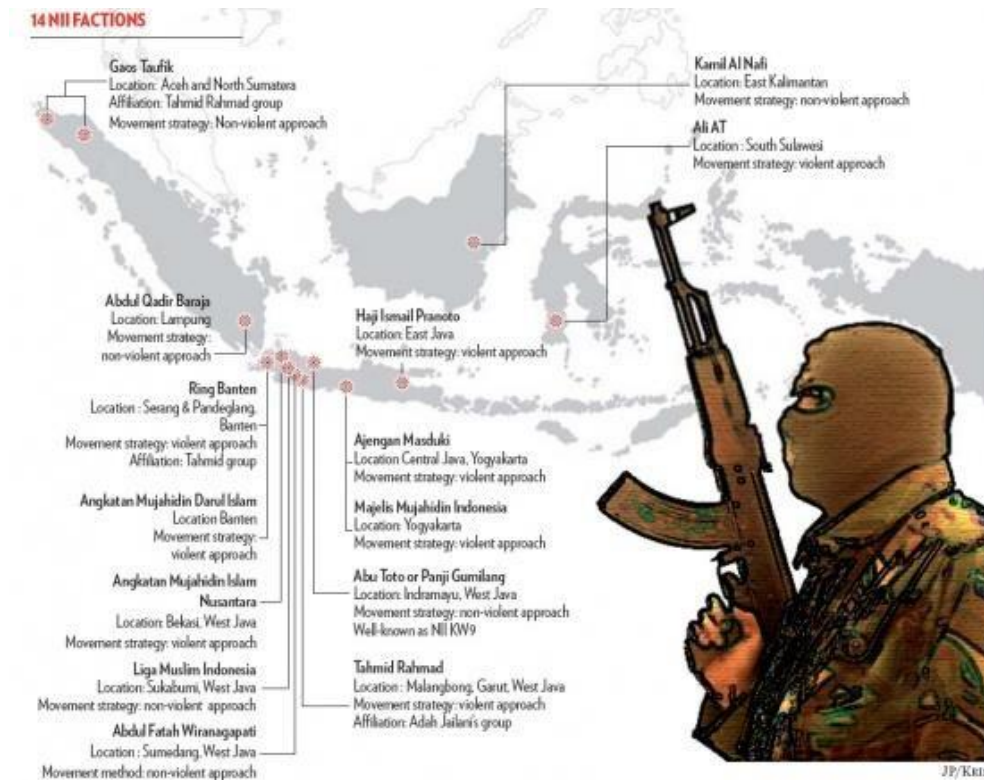 14 NII FACTIONS
Gaos Taufik
Location: Aceh and North Sumatera
Affiliation: Tahmid Rahmad group
Movement strategy: Non-violent approach
Kamil Al Nafi
Location: East Kalimantan
Movement strategy: non-violent approach
Ali AT
Location : South Sulawesi
Movement strategy: violent approach
Abdul Qadir Baraja
Location: Lampung
Movement strategy:
non-violent approach
Haji Ismail Pranoto
Location: East Java
Movement strategy: violent approach
Ring Banten
Location : Serang & Pandeglang,
Banten
Movement strategy: violent approach
Affiliation: Tahmid group
Angkatan Mujahidin Darul Islam
Location Banten
Movement strategy:
violent approach
Angkatan Mujahidin Islam
Nusantara
Location: Bekasi, West Java
Movement strategy: violent approach
Liga Muslim Indonesia
Location: Sukabumi, West Java
Movement strategy: non-violent approach
Abdul Fatah Wiranagapati
Location : Sumedang, West Java
Movement method: non-violent approach
Ajengan Masduki
Location Central Java, Yogyakarta
Movement strategy: violent approach
Majelis Mujahidin Indonesia
Location: Yogyakarta
Movement strategy: violent approach
Abu Toto or Panji Gumilang
Location: Indramayu, West Java
Movement strategy: non-violent approach
Well-known as NII KW9
Tahmid Rahmad
Location : Malangbong, Garut, West Java
Movement strategy: violent approach
Affiliation: Adah Jailani's group